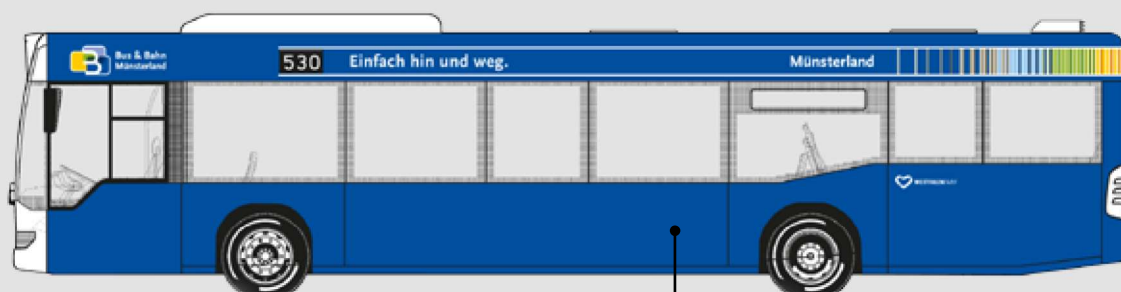 Bus & Bahn
Münsterland
530
Einfach hin und weg.
Münsterland